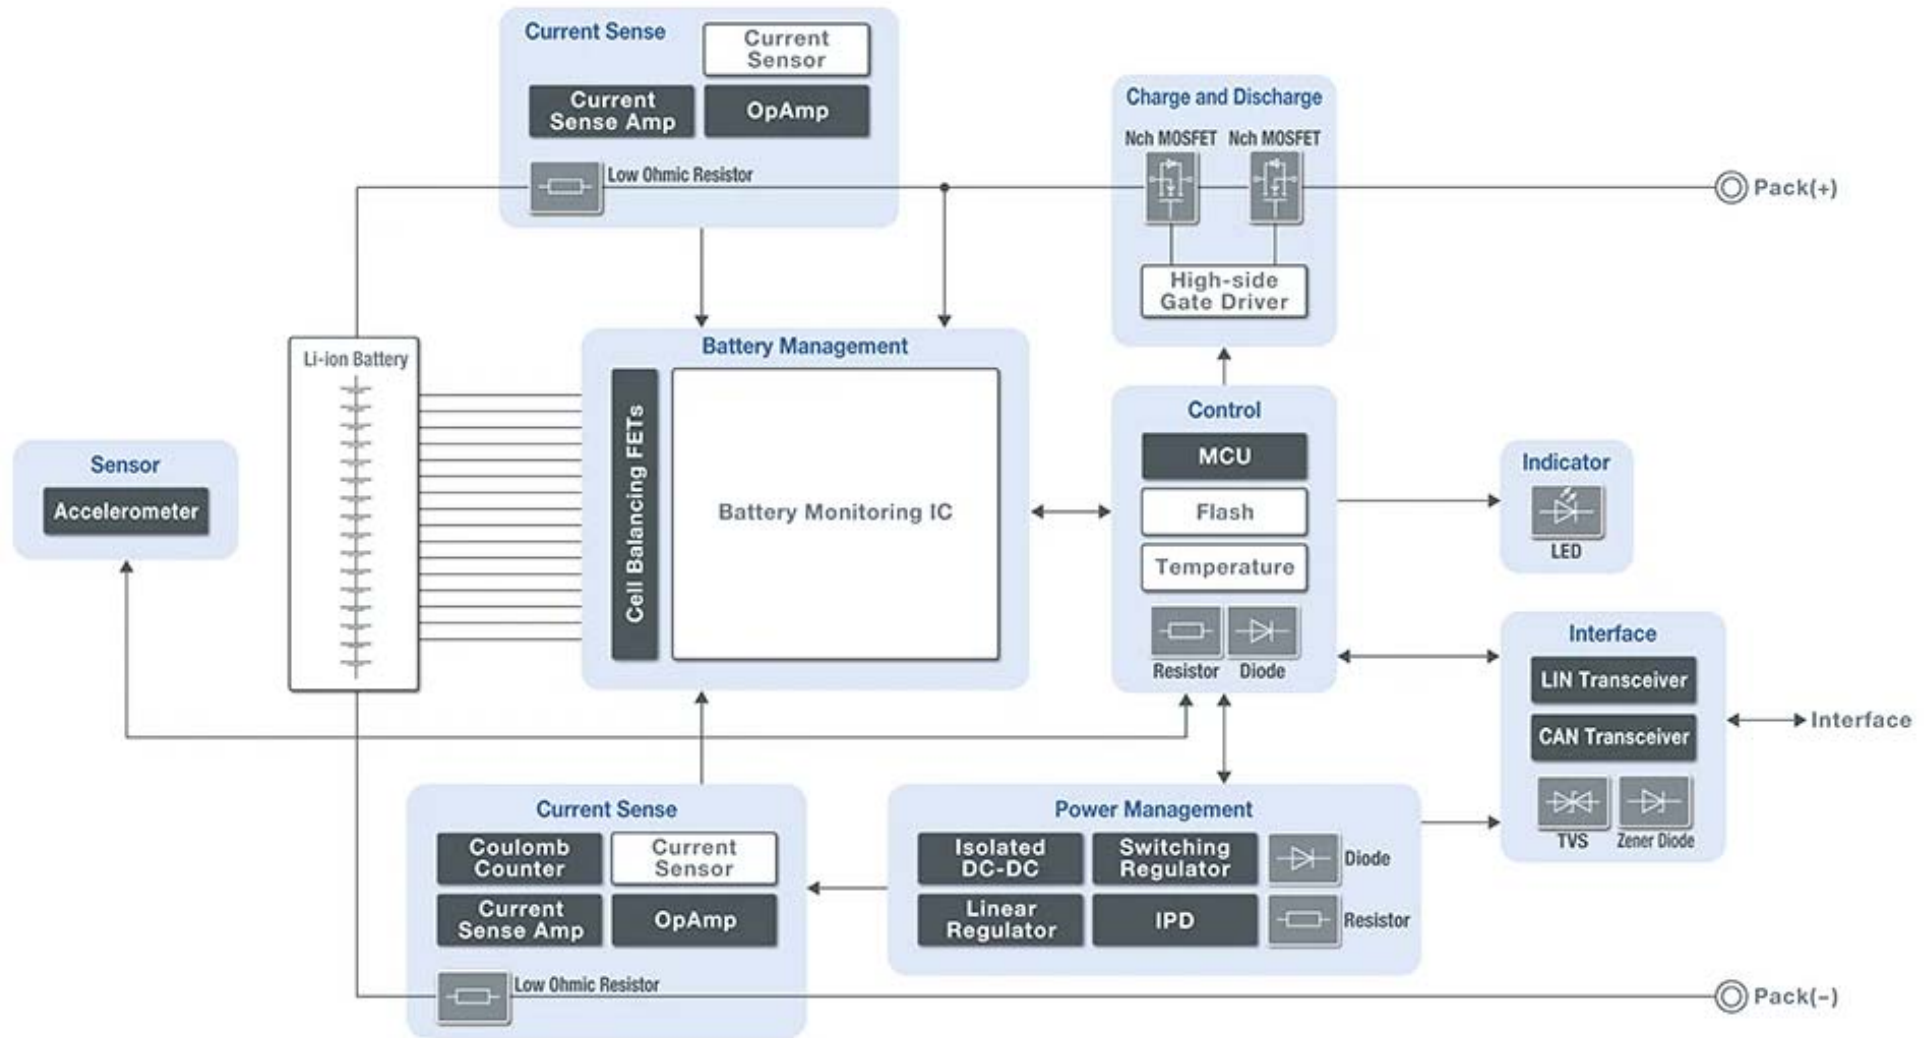 Current Sense
Current
Sensor
Current
Sense Amp
OpAmp
Low Ohmic Resistor
Charge and Discharge
Nch MOSFET
Nch MOSFET
High-side
Gate Driver
Pack(+)
Li-ion Battery
Battery Management
Cell Balancing FETs
Battery Monitoring IC
Control
MCU
Flash
Temperature
Resistor
Diode
Sensor
Accelerometer
Indicator
LED
Interface
LIN Transceiver
CAN Transceiver
TVS
Zener Diode
Interface
Current Sense
Coulomb
Counter
Current
Sensor
Current
Sense Amp
OpAmp
Low Ohmic Resistor
Power Management
Isolated
DC-DC
Switching
Regulator
Diode
Linear
Regulator
IPD
Resistor
Pack(−)